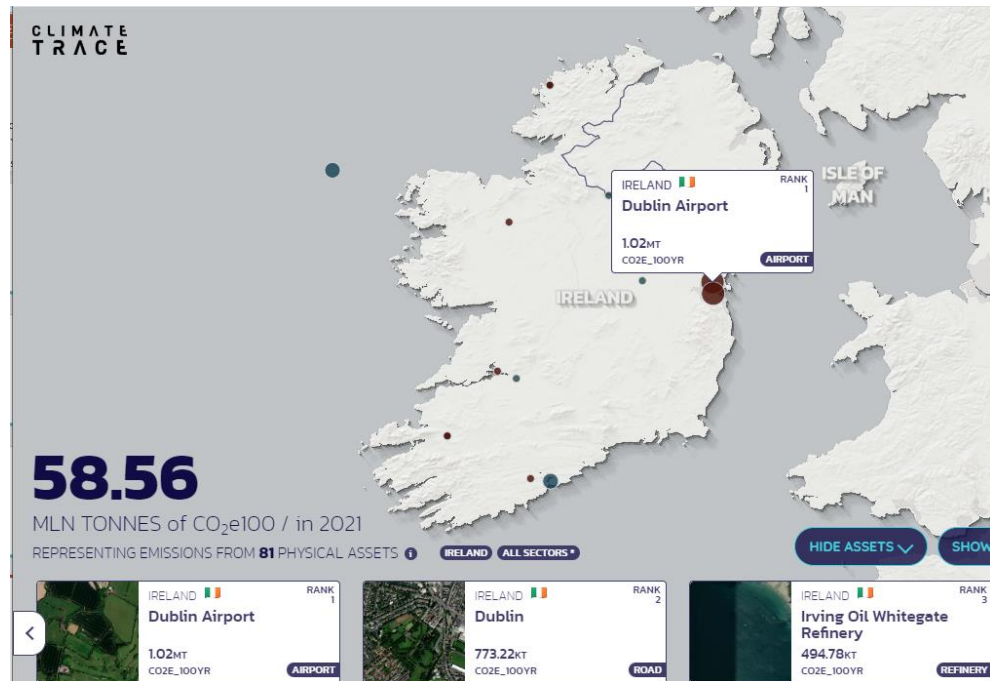 CLIMATE
TRACE
ISLE OF
MAN
IRELAND
RANK
1
Dublin Airport
1.02MT
CO2E_100YR
AIRPORT
IRELAND
58.56
MLN TONNES of CO₂e100 / in 2021
REPRESENTING EMISSIONS FROM 81 PHYSICAL ASSETS
IRELAND
ALL SECTORS *
HIDE ASSETS
SHOW
IRELAND
RANK
1
Dublin Airport
1.02MT
CO2E_100YR
AIRPORT
IRELAND
RANK
2
Dublin
773.22KT
CO2E_100YR
ROAD
IRELAND
RANK
3
Irving Oil Whitegate
Refinery
494.78KT
CO2E_100YR
REFINERY